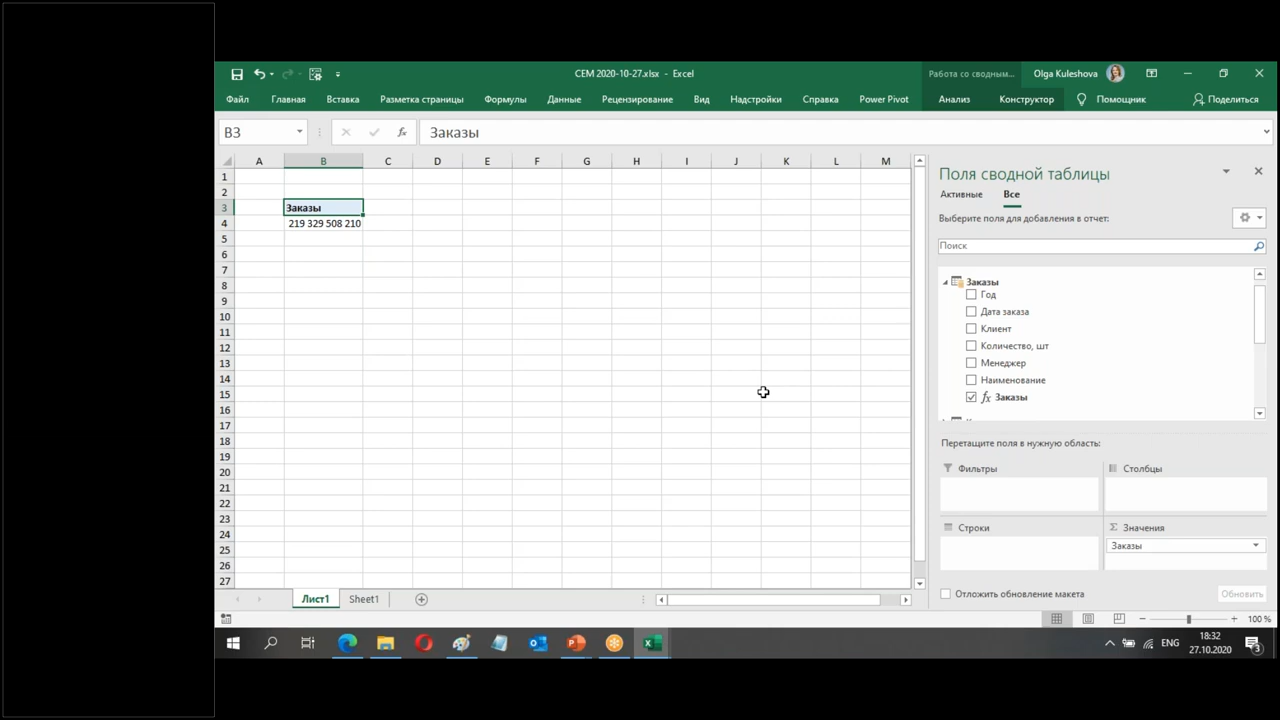 CEM 2020-10-27.xlsx - Excel
Работа со сводным...
Olga Kuleshova
Файл Главная Вставка Разметка страницы Формулы Данные Рецензирование Вид Надстройки Справка Power Pivot Анализ Конструктор Помощник Поделиться
B3 fx Заказы
A B C D E F G H I J K L M
1
2
3 Заказы
4 219 329 508 210
5
6
7
8
9
10
11
12
13
14
15
16
17
18
19
20
21
22
23
24
25
26
27
Поля сводной таблицы
Активные Все
Выберите поля для добавления в отчет:
Поиск
Заказы
Год
Дата заказа
Клиент
Количество, шт
Менеджер
Наименование
fx Заказы
Перетащите поля в нужную область:
Фильтры Столбцы
Строки Σ Значения
Заказы
Отложить обновление макета Обновить
Лист1 Sheet1
100 %
ENG
18:32
27.10.2020
3